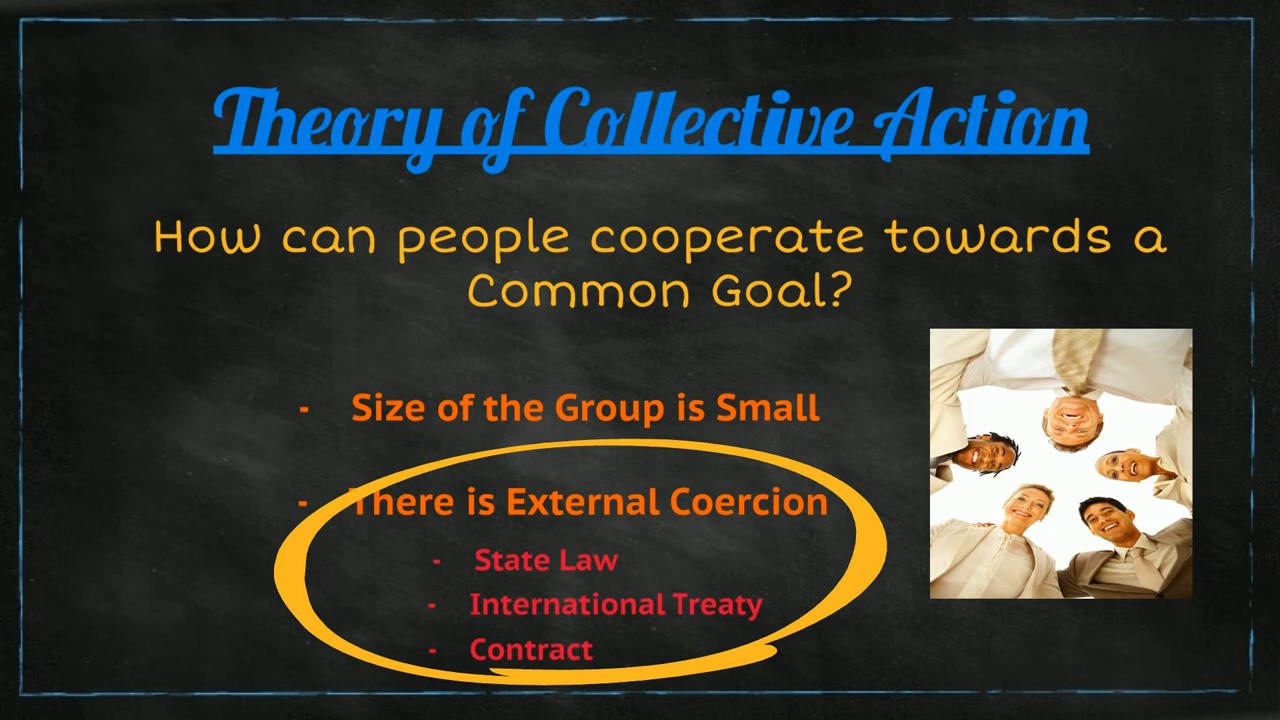 Theory of Collective Action
How can people cooperate towards a
Common Goal?
- Size of the Group is Small
- There is External Coercion
- State Law
- International Treaty
- Contract